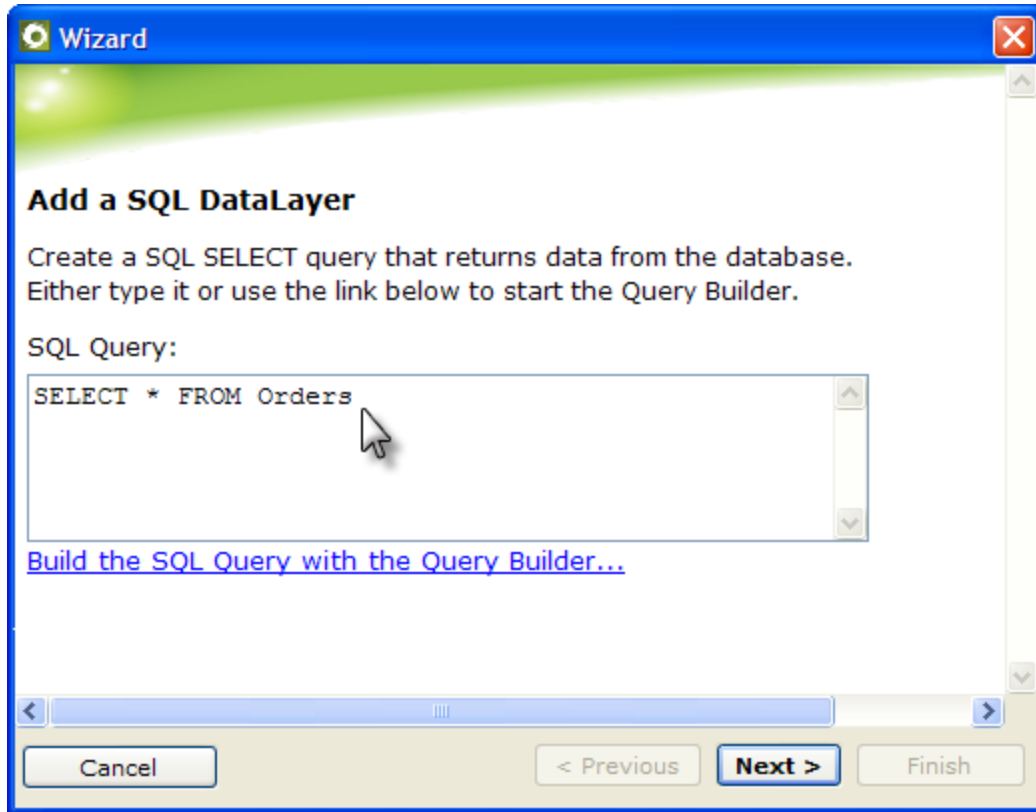 Wizard
Add a SQL DataLayer
Create a SQL SELECT query that returns data from the database.
Either type it or use the link below to start the Query Builder.
SQL Query:
SELECT * FROM Orders
Build the SQL Query with the Query Builder...
Cancel
< Previous
Next >
Finish